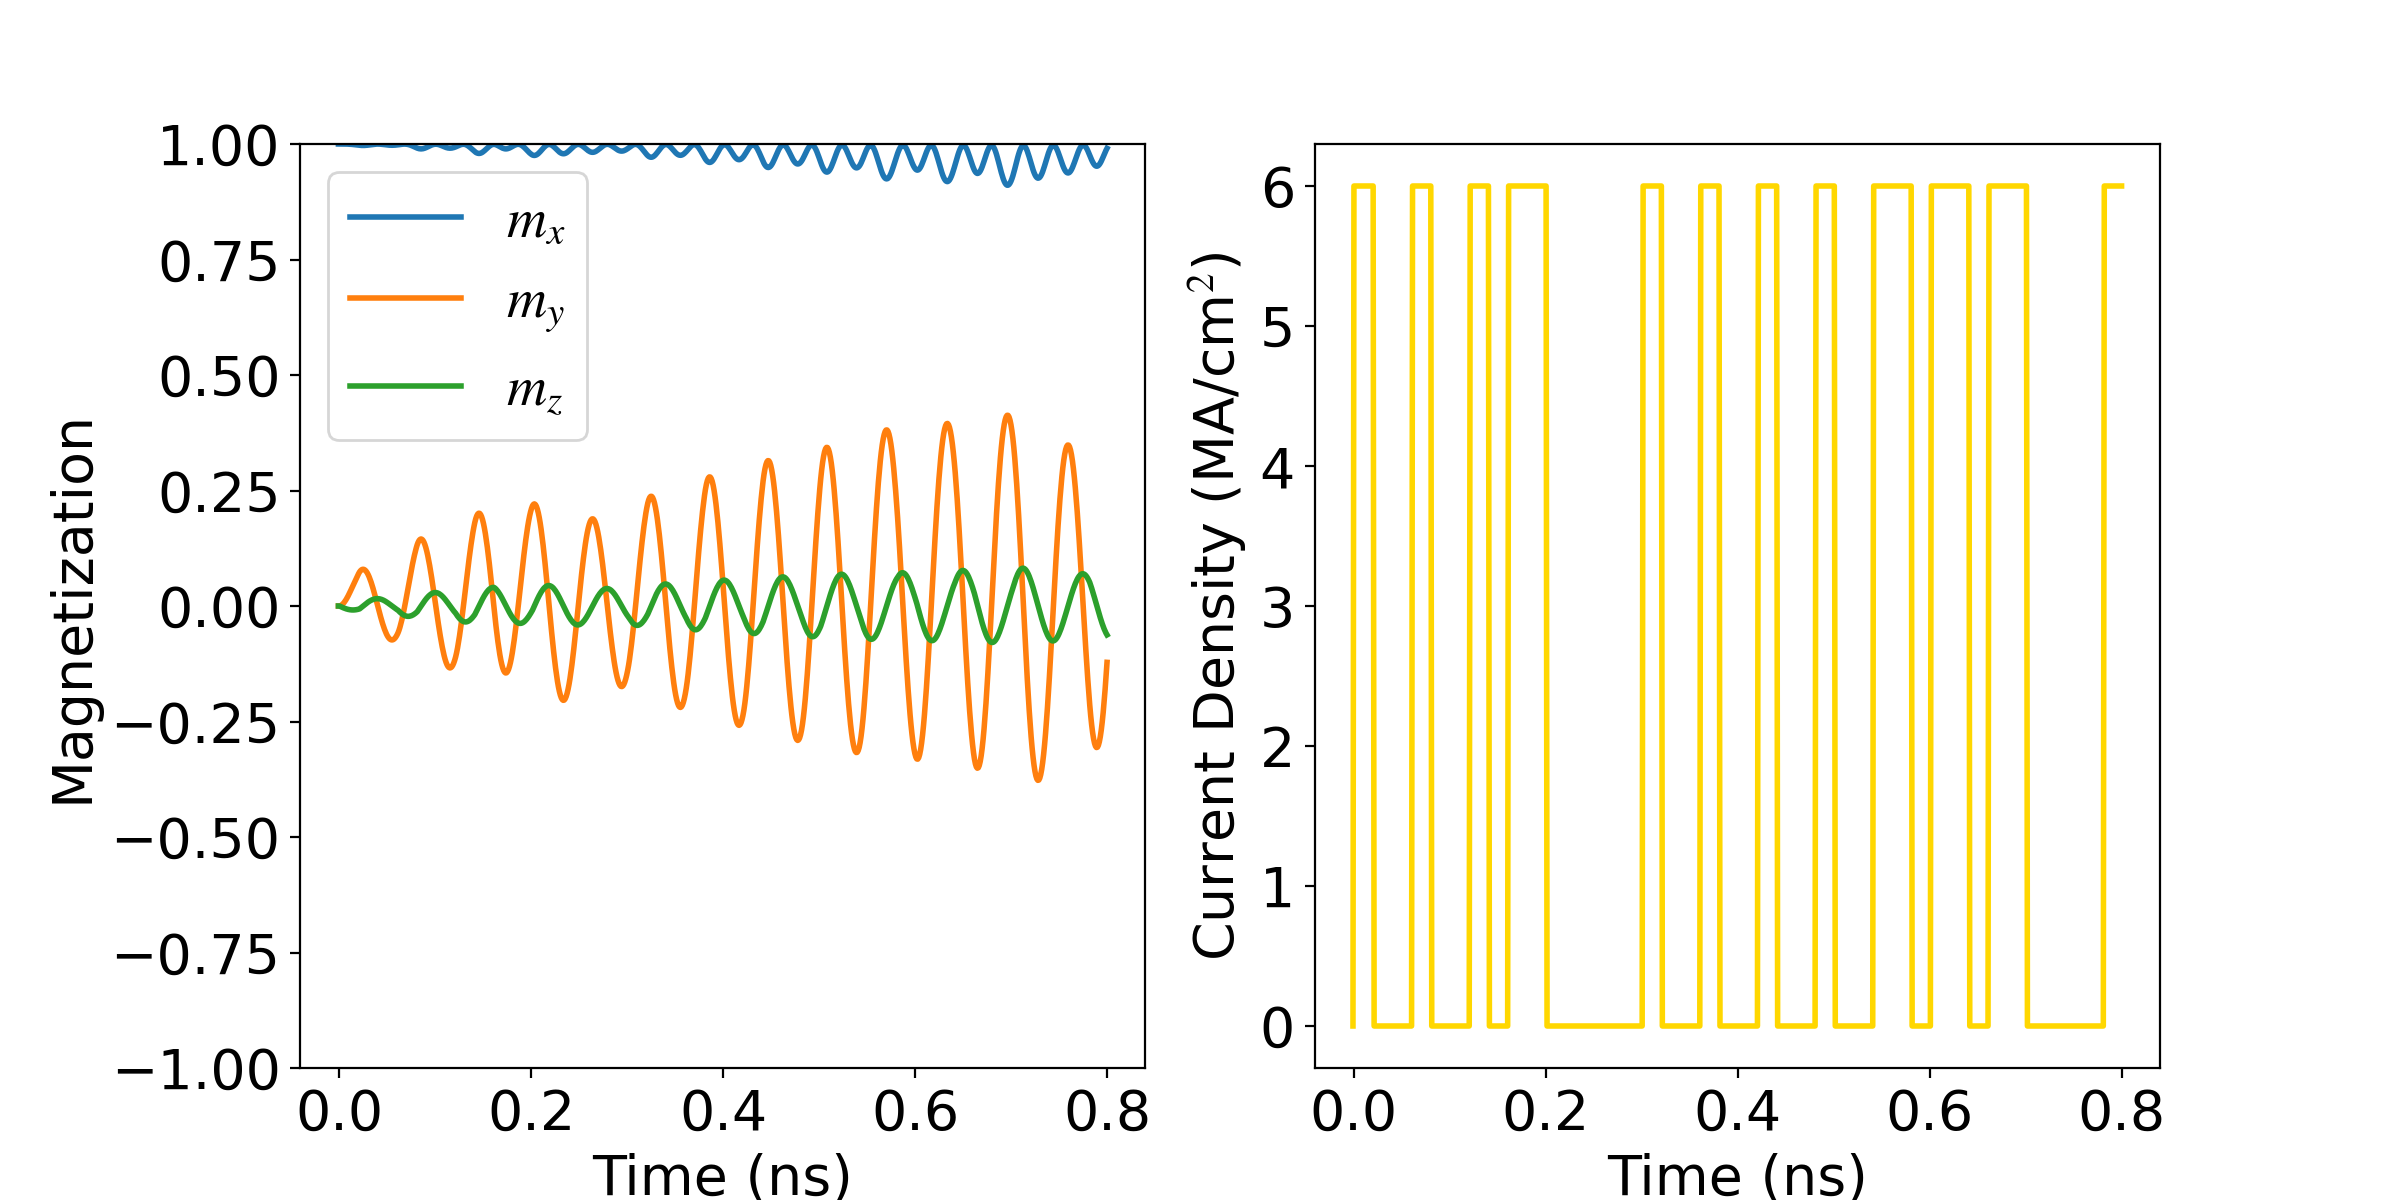 1.00
0.75
0.50
0.25
0.00
−0.25
−0.50
−0.75
−1.00
Magnetization
m_x
m_y
m_z
0.0 0.2 0.4 0.6 0.8
Time (ns)
6
5
4
3
2
1
0
Current Density (MA/cm²)
0.0 0.2 0.4 0.6 0.8
Time (ns)